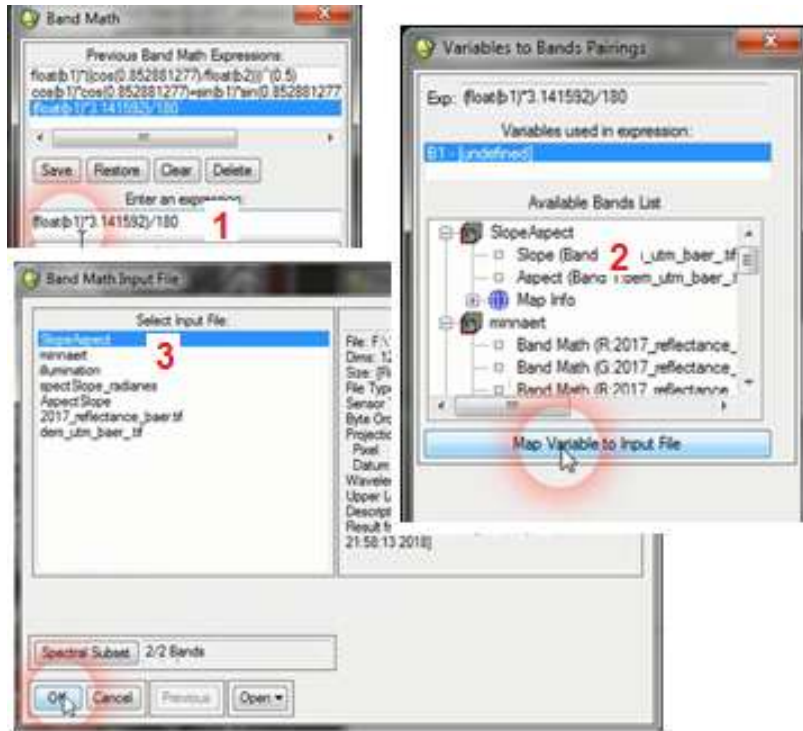 Band Math
Previous Band Math Expressions:
float(b1)*((cos(0.852881277)/float(b2)))^(0.5)
cos(b1)*cos(0.852881277)+sin(b1)*sin(0.852881277
(float(b1)*3.141592)/180
Save Restore Clear Delete
Enter an expression:
(float(b1)*3.141592)/180
1
Variables to Bands Pairings
Exp: (float(b1)*3.141592)/180
Variables used in expression:
B1 - [undefined]
Available Bands List
SlopeAspect
Slope (Band
2
_utm_baer_tif
Aspect (Band 1:dem_utm_baer_t
Map Info
minnaert
Band Math (R:2017_reflectance_
Band Math (G:2017_reflectance_
Band Math (B:2017_reflectance_
Map Variable to Input File
Band Math Input File
Select Input File:
SlopeAspect
minnaert
illumination
3
spectSlope_radianes
AspectSlope
2017_reflectance_baer.tif
dem_utm_baer_tif
File: F:\
Dims: 12
Size: [Fl
File Type
Sensor
Byte Ord
Projectio
Pixel
Datum
Wavele
Upper L
Descript
Result fr
21:58:13 2018]
Spectral Subset 2/2 Bands
OK Cancel Previous Open